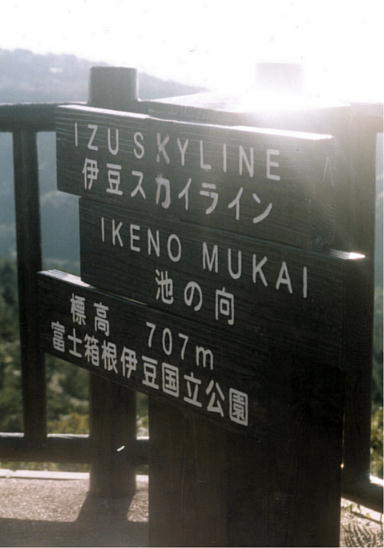 IZU SKYLINE
伊豆スカイライン
IKENO MUKAI
池の向
標高 707m
富士箱根伊豆国立公園